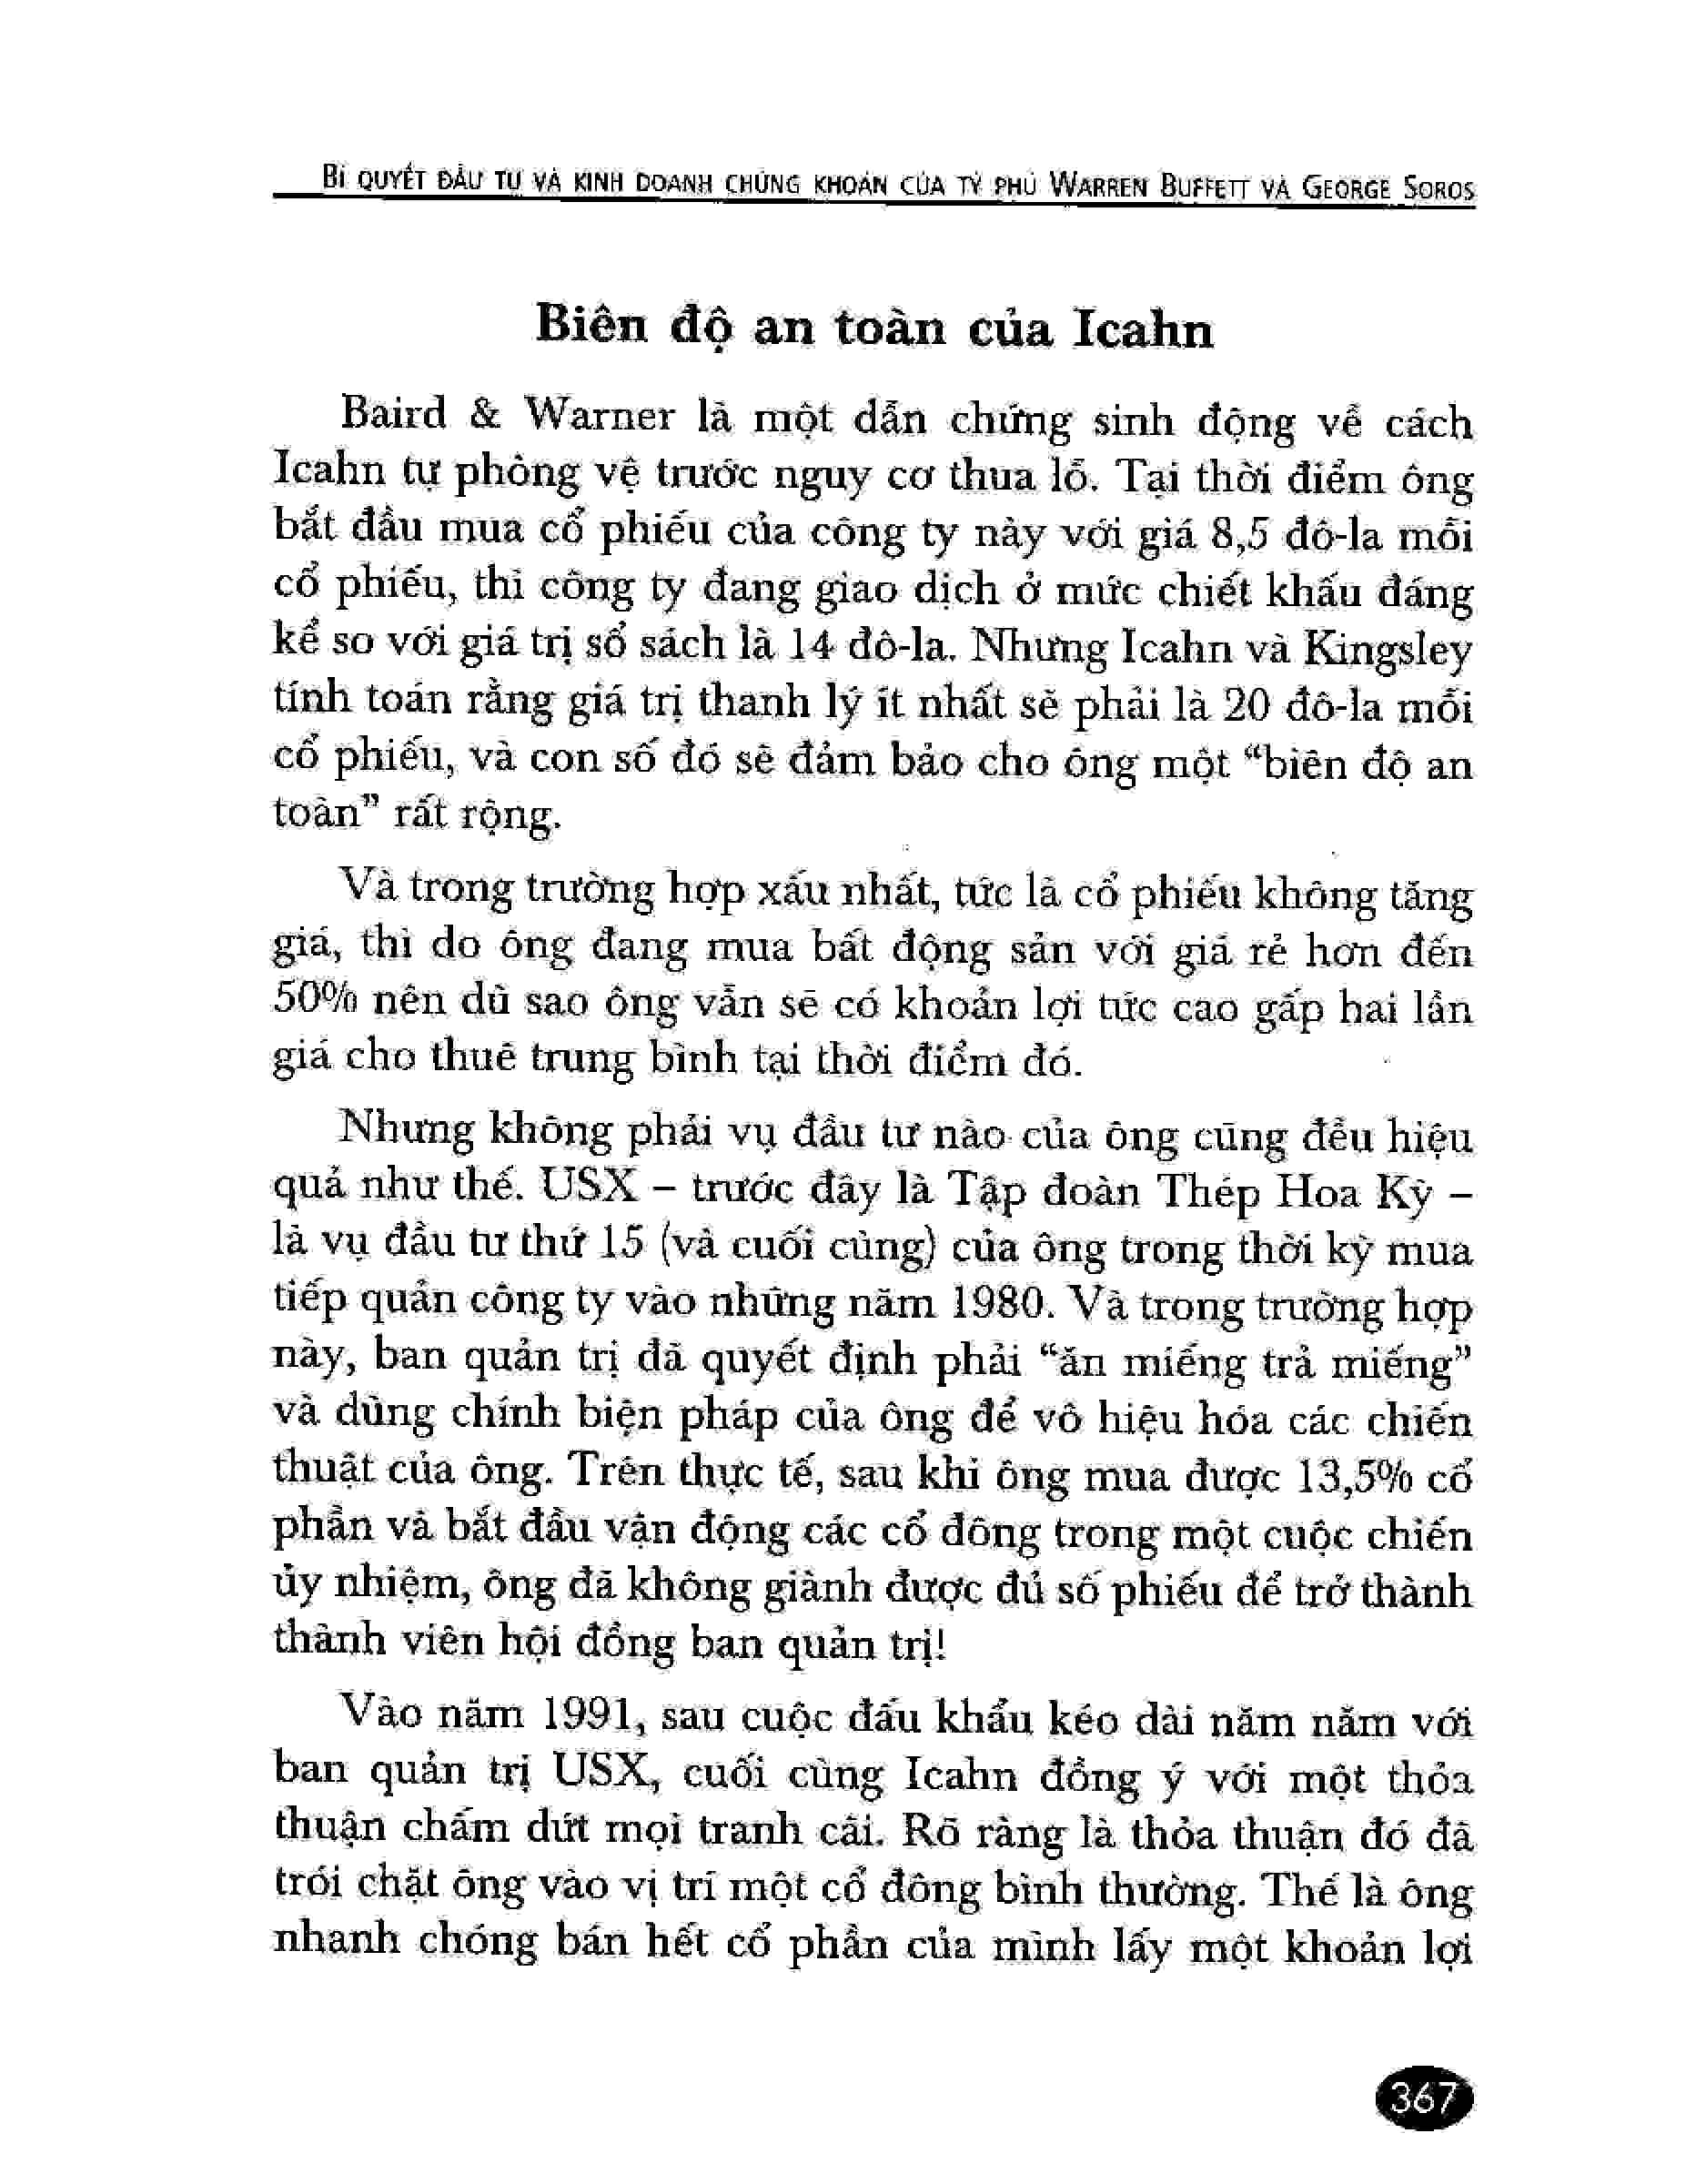 BÍ QUYẾT ĐẦU TƯ VÀ KINH DOANH CHỨNG KHOÁN CỦA TỶ PHÚ WARREN BUFFETT VÀ GEORGE SOROS
Biên độ an toàn của Icahn
Baird & Warner là một dẫn chứng sinh động về cách
Icahn tự phòng vệ trước nguy cơ thua lỗ. Tại thời điểm ông
bắt đầu mua cổ phiếu của công ty này với giá 8,5 đô-la mỗi
cổ phiếu, thì công ty đang giao dịch ở mức chiết khấu đáng
kể so với giá trị sổ sách là 14 đô-la. Nhưng Icahn và Kingsley
tính toán rằng giá trị thanh lý ít nhất sẽ phải là 20 đô-la mỗi
cổ phiếu, và con số đó sẽ đảm bảo cho ông một “biên độ an
toàn” rất rộng.
Và trong trường hợp xấu nhất, tức là cổ phiếu không tăng
giá, thì do ông đang mua bất động sản với giá rẻ hơn đến
50% nên dù sao ông vẫn sẽ có khoản lợi tức cao gấp hai lần
giá cho thuê trung bình tại thời điểm đó.
Nhưng không phải vụ đầu tư nào của ông cũng đều hiệu
quả như thế. USX – trước đây là Tập đoàn Thép Hoa Kỳ –
là vụ đầu tư thứ 15 (và cuối cùng) của ông trong thời kỳ mua
tiếp quản công ty vào những năm 1980. Và trong trường hợp
này, ban quản trị đã quyết định phải “ăn miếng trả miếng”
và dùng chính biện pháp của ông để vô hiệu hóa các chiến
thuật của ông. Trên thực tế, sau khi ông mua được 13,5% cổ
phần và bắt đầu vận động các cổ đông trong một cuộc chiến
ủy nhiệm, ông đã không giành được đủ số phiếu để trở thành
thành viên hội đồng ban quản trị!
Vào năm 1991, sau cuộc đấu khẩu kéo dài năm năm với
ban quản trị USX, cuối cùng Icahn đồng ý với một thỏa
thuận chấm dứt mọi tranh cãi. Rõ ràng là thỏa thuận đó đã
trói chặt ông vào vị trí một cổ đông bình thường. Thế là ông
nhanh chóng bán hết cổ phần của mình lấy một khoản lợi
367